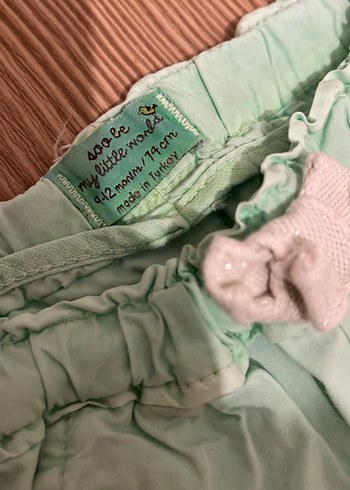 soobe
my little world
9-12 months / 74 cm
made in Turkey